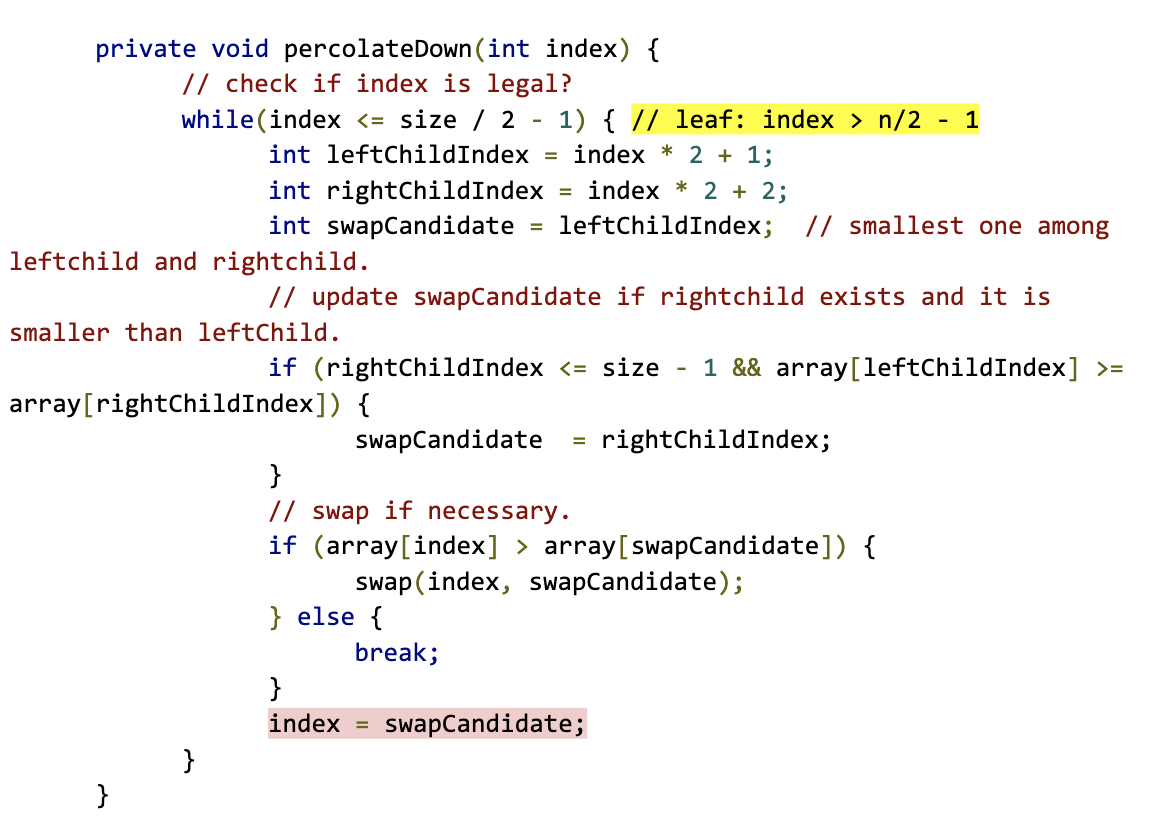 private void percolateDown(int index) {
// check if index is legal?
while(index <= size / 2 - 1) { // leaf: index > n/2 - 1
int leftChildIndex = index * 2 + 1;
int rightChildIndex = index * 2 + 2;
int swapCandidate = leftChildIndex;  // smallest one among
leftchild and rightchild.
// update swapCandidate if rightchild exists and it is
smaller than leftChild.
if (rightChildIndex <= size - 1 && array[leftChildIndex] >=
array[rightChildIndex]) {
swapCandidate  = rightChildIndex;
}
// swap if necessary.
if (array[index] > array[swapCandidate]) {
swap(index, swapCandidate);
} else {
break;
}
index = swapCandidate;
}
}